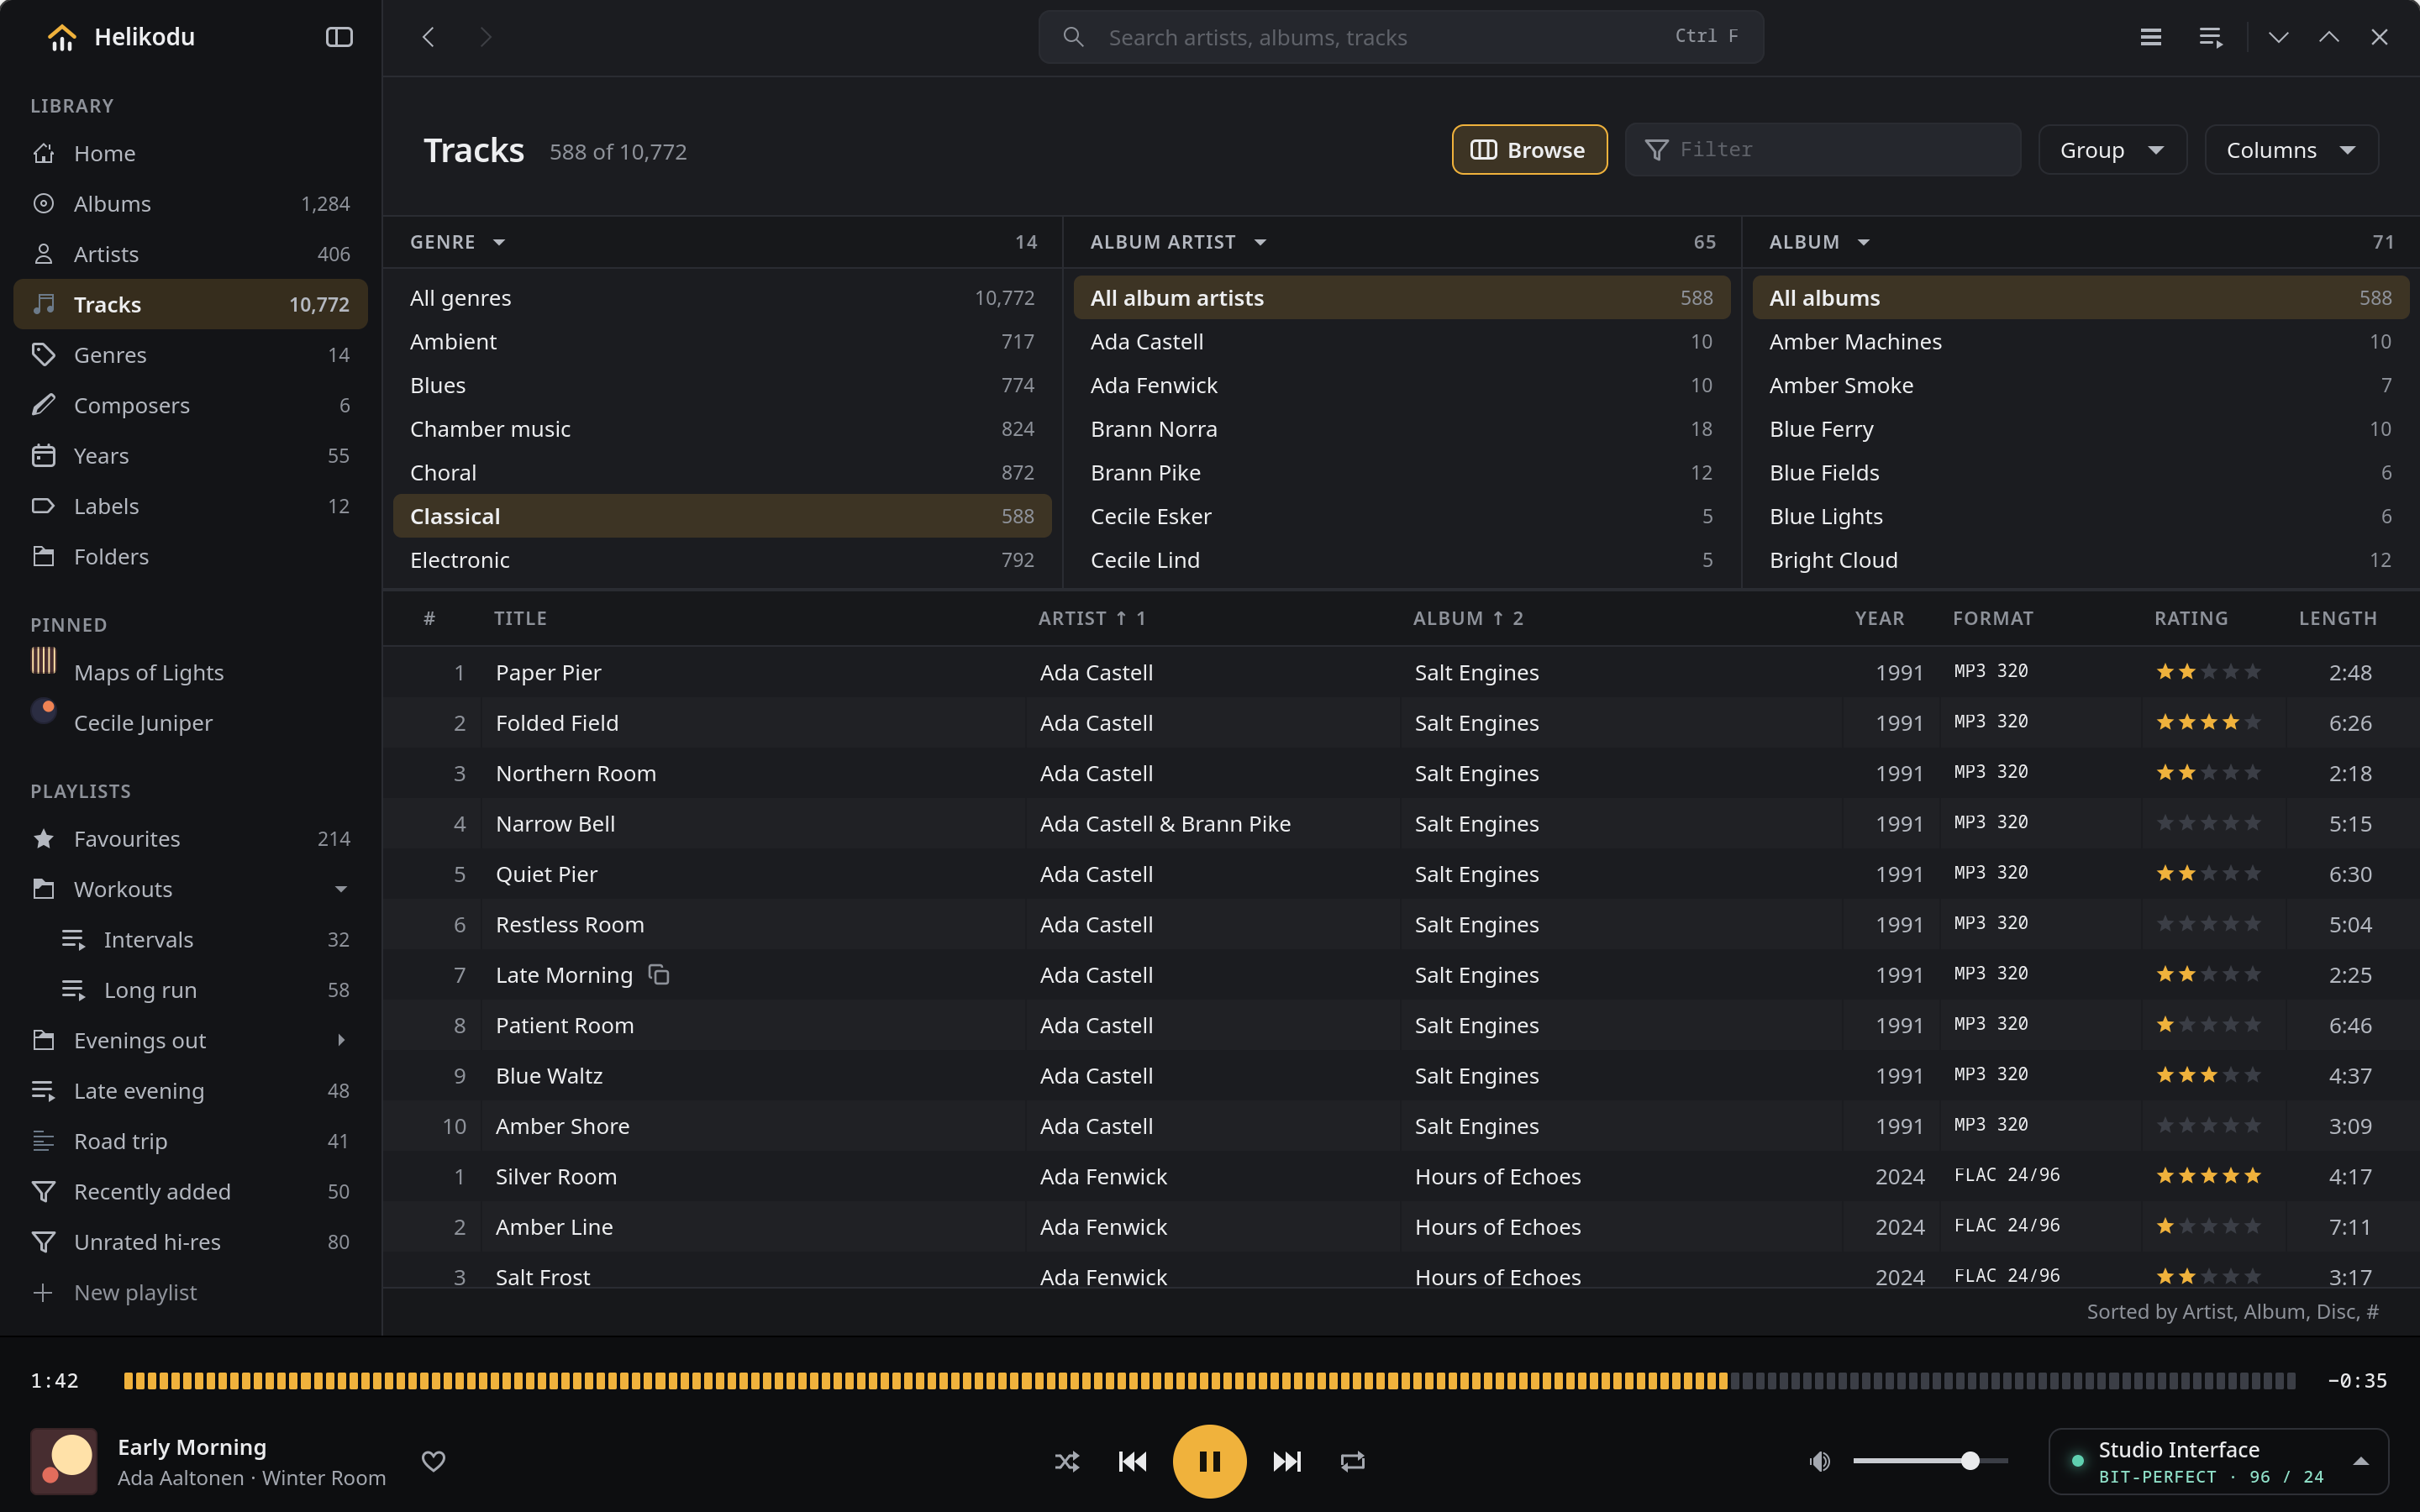 Helikodu
Search artists, albums, tracks Ctrl F
LIBRARY
Home
Albums 1,284
Artists 406
Tracks 10,772
Genres 14
Composers 6
Years 55
Labels 12
Folders
PINNED
Maps of Lights
Cecile Juniper
PLAYLISTS
Favourites 214
Workouts
Intervals 32
Long run 58
Evenings out
Late evening 48
Road trip 41
Recently added 50
Unrated hi-res 80
New playlist
Tracks 588 of 10,772 Browse Filter Group Columns
GENRE 14
All genres 10,772
Ambient 717
Blues 774
Chamber music 824
Choral 872
Classical 588
Electronic 792
ALBUM ARTIST 65
All album artists 588
Ada Castell 10
Ada Fenwick 10
Brann Norra 18
Brann Pike 12
Cecile Esker 5
Cecile Lind 5
ALBUM 71
All albums 588
Amber Machines 10
Amber Smoke 7
Blue Ferry 10
Blue Fields 6
Blue Lights 6
Bright Cloud 12
# TITLE ARTIST ↑ 1 ALBUM ↑ 2 YEAR FORMAT RATING LENGTH
1 Paper Pier Ada Castell Salt Engines 1991 MP3 320 2:48
2 Folded Field Ada Castell Salt Engines 1991 MP3 320 6:26
3 Northern Room Ada Castell Salt Engines 1991 MP3 320 2:18
4 Narrow Bell Ada Castell & Brann Pike Salt Engines 1991 MP3 320 5:15
5 Quiet Pier Ada Castell Salt Engines 1991 MP3 320 6:30
6 Restless Room Ada Castell Salt Engines 1991 MP3 320 5:04
7 Late Morning Ada Castell Salt Engines 1991 MP3 320 2:25
8 Patient Room Ada Castell Salt Engines 1991 MP3 320 6:46
9 Blue Waltz Ada Castell Salt Engines 1991 MP3 320 4:37
10 Amber Shore Ada Castell Salt Engines 1991 MP3 320 3:09
1 Silver Room Ada Fenwick Hours of Echoes 2024 FLAC 24/96 4:17
2 Amber Line Ada Fenwick Hours of Echoes 2024 FLAC 24/96 7:11
3 Salt Frost Ada Fenwick Hours of Echoes 2024 FLAC 24/96 3:17
Sorted by Artist, Album, Disc, #
1:42 −0:35
Early Morning
Ada Aaltonen · Winter Room
Studio Interface
BIT-PERFECT · 96 / 24